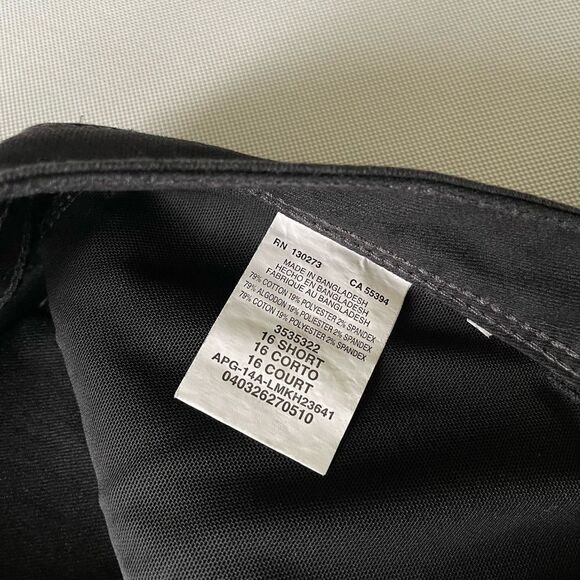 RN 130273 CA 55394
MADE IN BANGLADESH
HECHO EN BANGLADESH
FABRIQUE AU BANGLADESH
79% COTTON 19% POLYESTER 2% SPANDEX
79% ALGODON 19% POLIESTER 2% SPANDEX
79% COTON 19% POLYESTER 2% SPANDEX
3535322
16 SHORT
16 CORTO
16 COURT
APG-14A-LMKH23641
040326270510